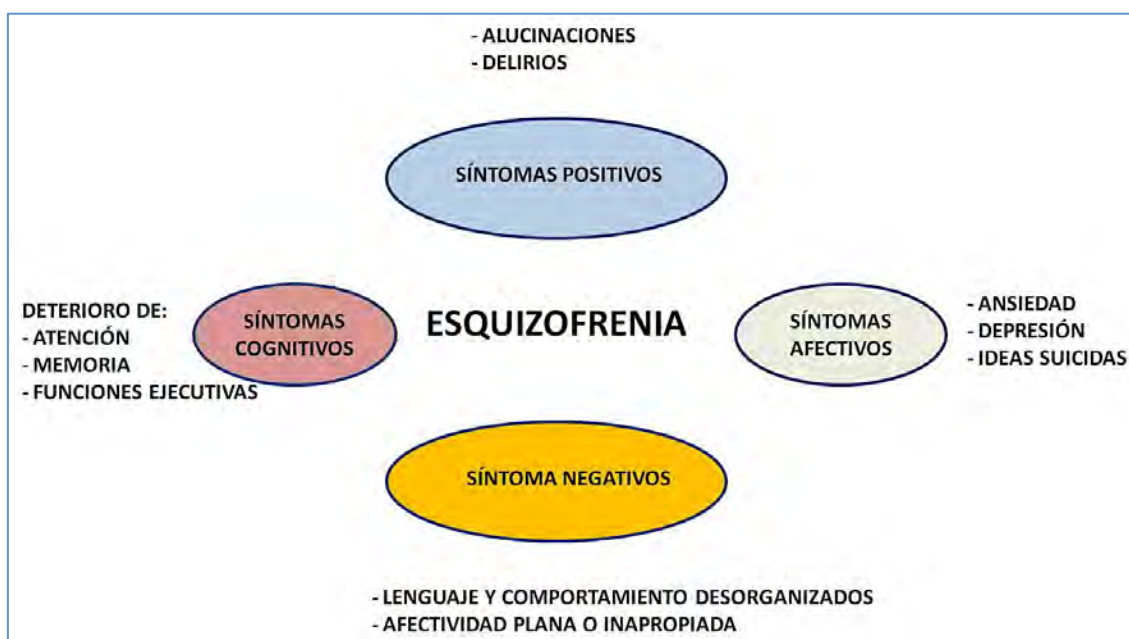 - ALUCINACIONES
- DELIRIOS
SÍNTOMAS POSITIVOS
DETERIORO DE:
- ATENCIÓN
- MEMORIA
- FUNCIONES EJECUTIVAS
SÍNTOMAS
COGNITIVOS
ESQUIZOFRENIA
SÍNTOMAS
AFECTIVOS
- ANSIEDAD
- DEPRESIÓN
- IDEAS SUICIDAS
SÍNTOMA NEGATIVOS
- LENGUAJE Y COMPORTAMIENTO DESORGANIZADOS
- AFECTIVIDAD PLANA O INAPROPIADA